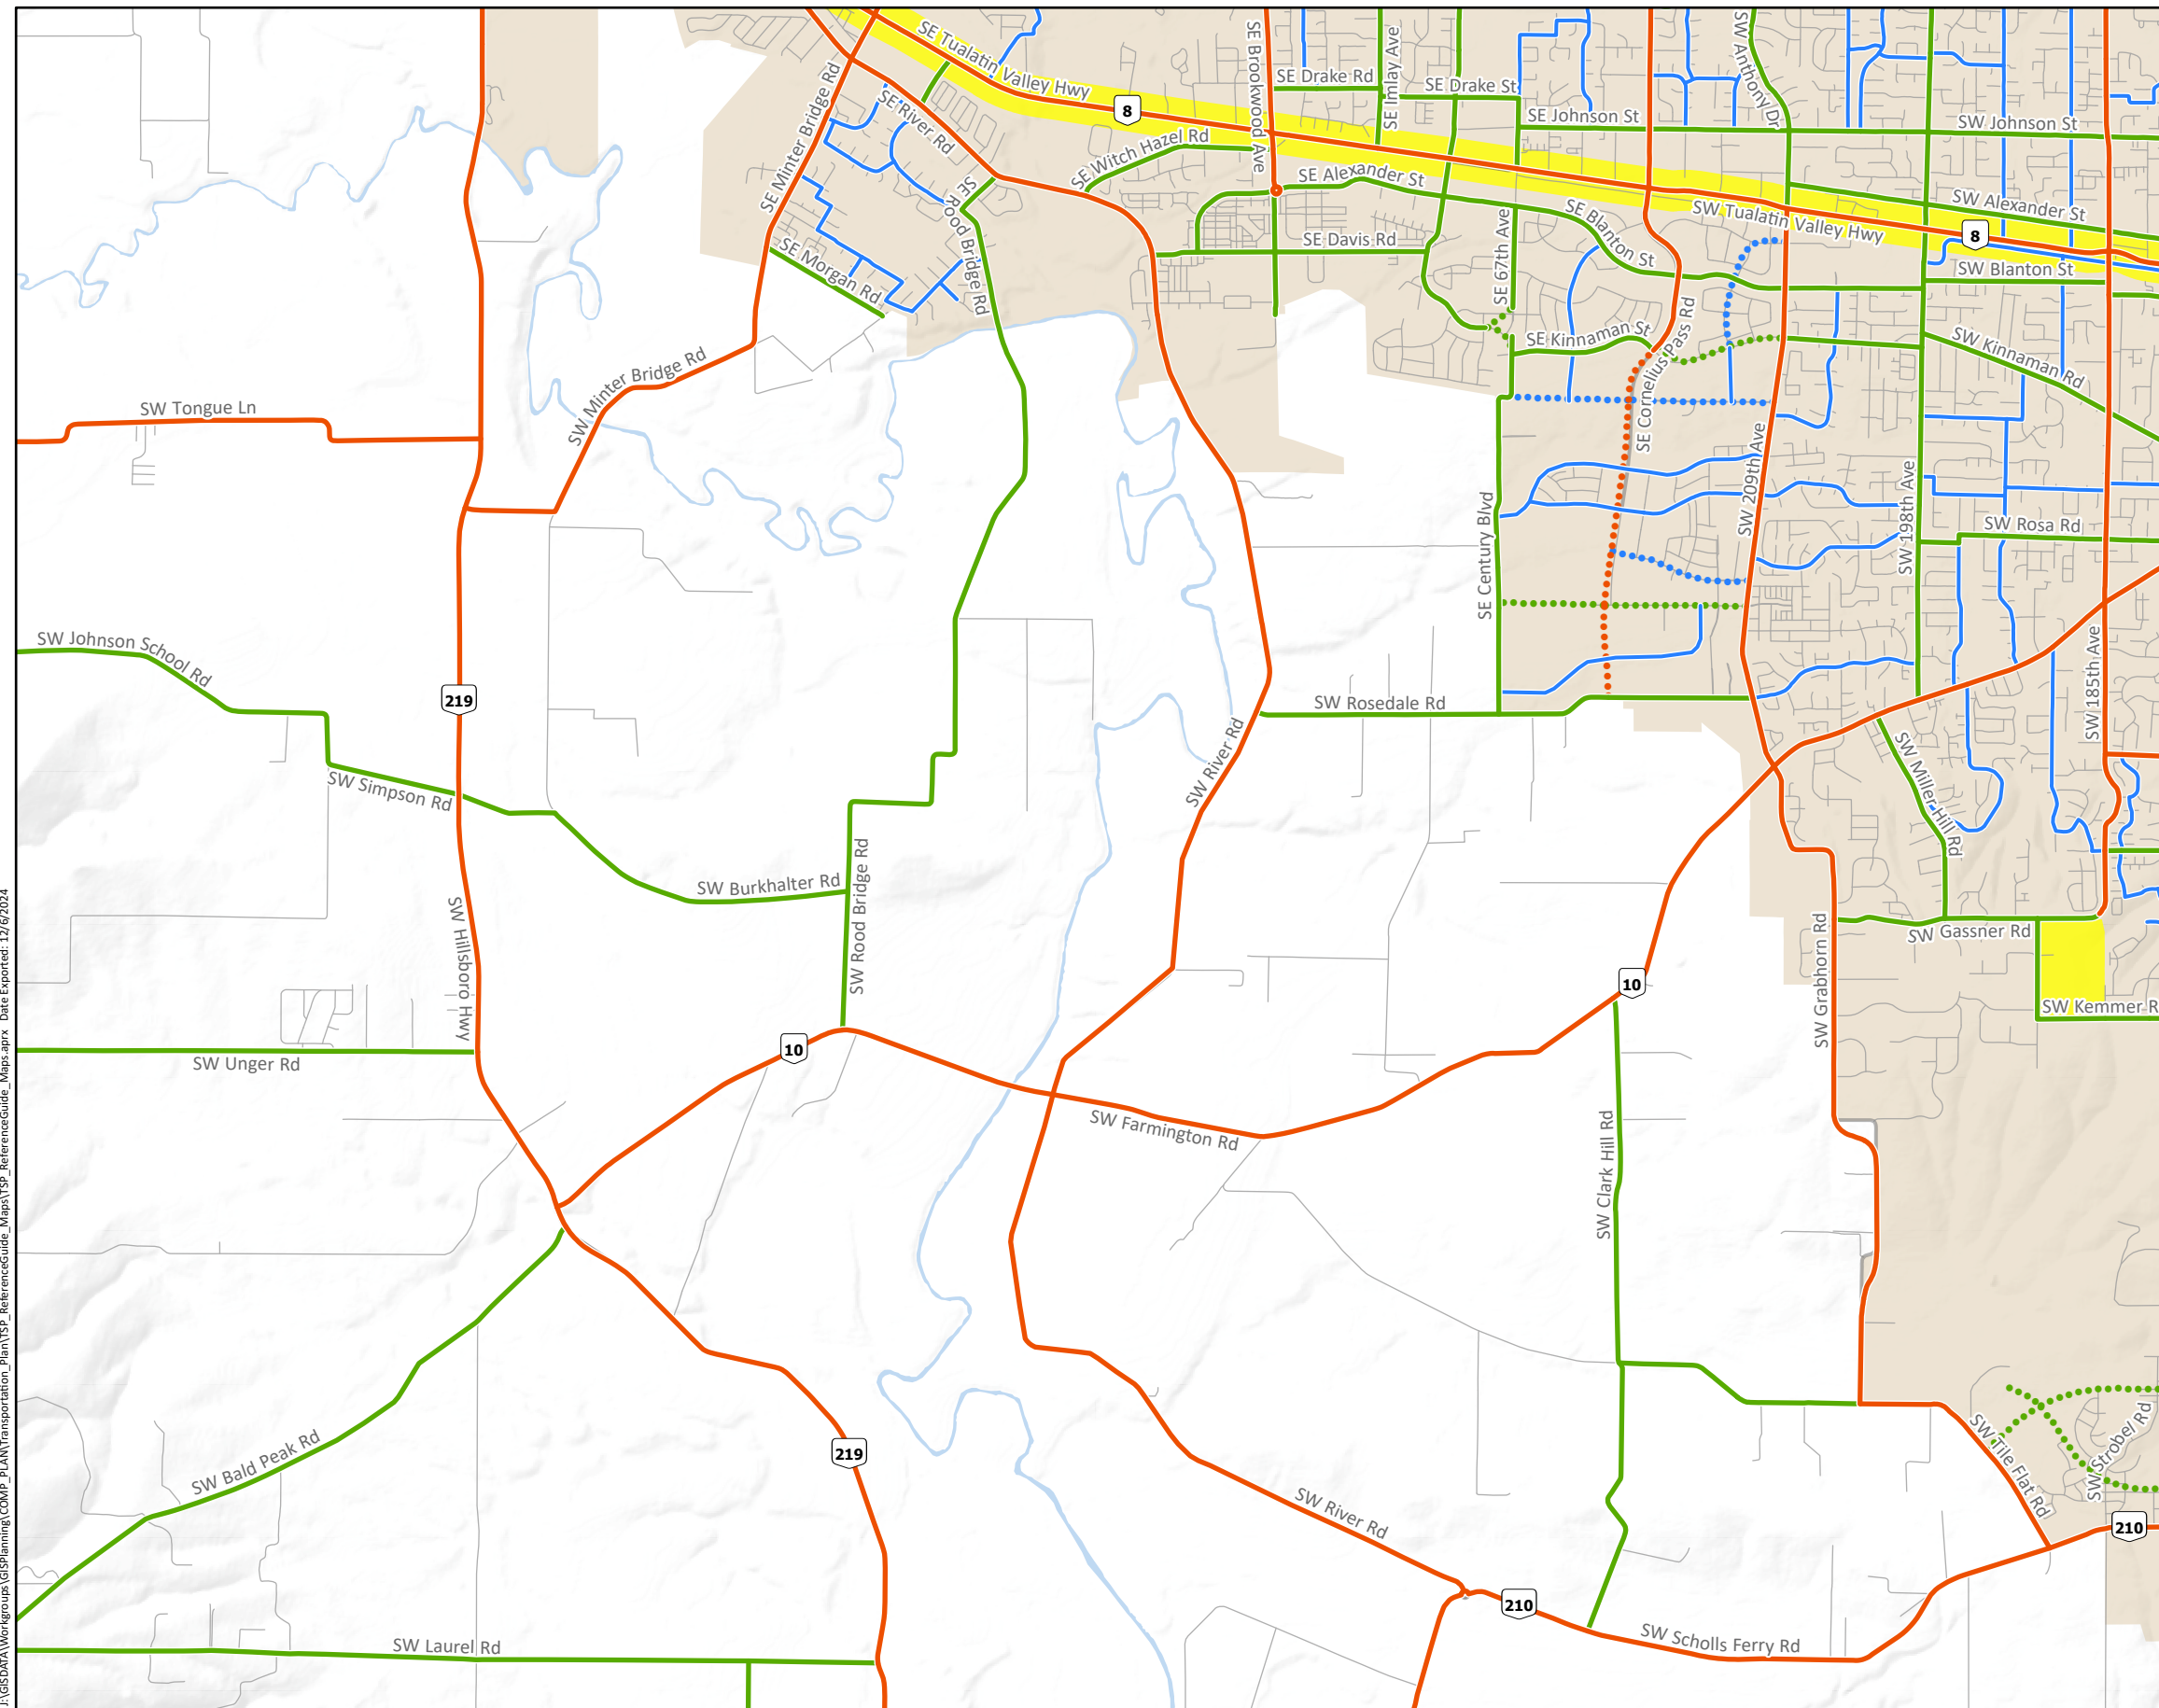 SE Tualatin Valley Hwy
8
SE Brookwood Ave
SE Imlay Ave
SE Drake Rd
SE Drake St
SW Anthony Dr
SE Johnson St
SW Johnson St
SE River Rd
SE Minter Bridge Rd
SE Witch Hazel Rd
SE Alexander St
SW Alexander St
SE Rood Bridge Rd
SE Morgan Rd
SE Davis Rd
SE 67th Ave
SE Blanton St
SW Tualatin Valley Hwy
8
SW Blanton St
SE Kinnaman St
SE Cornelius Pass Rd
SW Kinnaman Rd
SW Minter Bridge Rd
SW Tongue Ln
SW 209th Ave
SW 198th Ave
SE Century Blvd
SW Rosa Rd
SW Johnson School Rd
219
SW Rosedale Rd
SW 185th Ave
SW River Rd
SW Simpson Rd
SW Miller Hill Rd
SW Burkhalter Rd
SW Rood Bridge Rd
SW Hillsboro Hwy
SW Gassner Rd
SW Grabhorn Rd
10
SW Kemmer R
10
SW Unger Rd
SW Farmington Rd
SW Clark Hill Rd
SW Bald Peak Rd
219
SW Tile Flat Rd
SW Strobel Rd
210
SW River Rd
210
SW Scholls Ferry Rd
SW Laurel Rd
J:\GISDATA\Workgroups\GISPlanning\COMP_PLAN\Transportation_Plan\TSP_ReferenceGuide_Maps\TSP_ReferenceGuide_Maps.aprx Date Exported: 12/6/2024